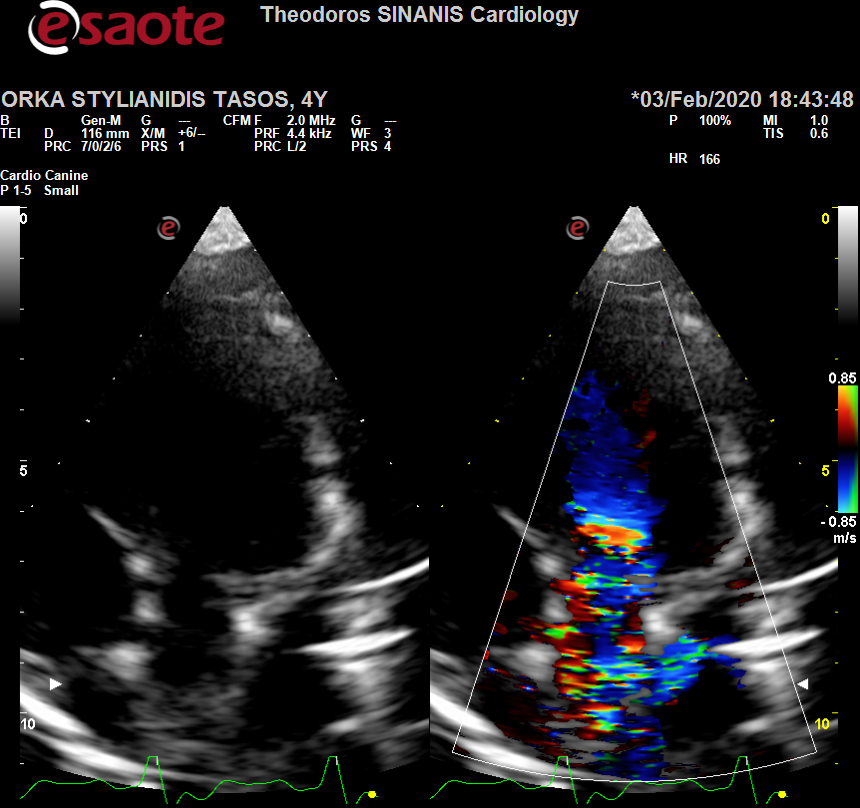 esaote
Theodoros SINANIS Cardiology
ORKA STYLIANIDIS TASOS, 4Y
*03/Feb/2020 18:43:48
B Gen-M G --- CFM F 2.0 MHz G ---
TEI D 116 mm X/M +6/-- PRF 4.4 kHz WF 3
PRC 7/0/2/6 PRS 1 PRC L/2 PRS 4
P 100% MI 1.0
TIS 0.6
HR 166
Cardio Canine
P 1-5 Small
0
5
10
e
e
0
5
10
0.85
-0.85
m/s